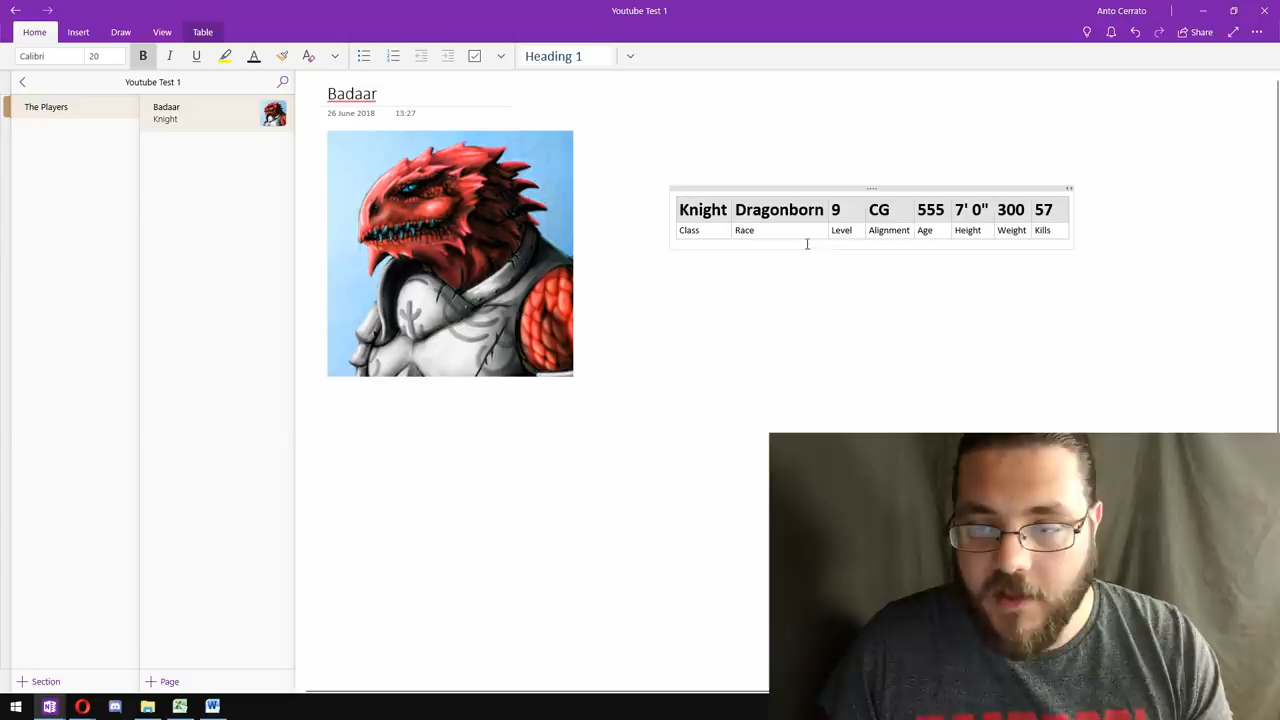 Youtube Test 1
Anto Cerrato
Home Insert Draw View Table
Share
Calibri 20 B I U A A Heading 1
Youtube Test 1
The Players
Badaar
Knight
Badaar
26 June 2018 13:27
Knight Dragonborn 9 CG 555 7' 0" 300 57
Class Race Level Alignment Age Height Weight Kills
+ Section
+ Page